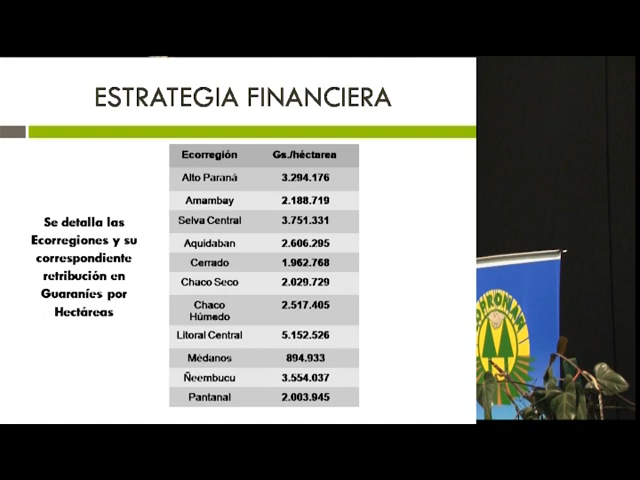 ESTRATEGIA FINANCIERA
Ecorregión Gs./héctarea
Alto Paraná 3.294.176
Amambay 2.188.719
Selva Central 3.751.331
Aquidaban 2.606.295
Cerrado 1.962.768
Chaco Seco 2.029.729
Chaco 2.517.405
Húmedo
Litoral Central 5.152.526
Médanos 894.933
Ñeembucu 3.554.037
Pantanal 2.003.945
Se detalla las
Ecorregiones y su
correspondiente
retribución en
Guaraníes por
Hectáreas